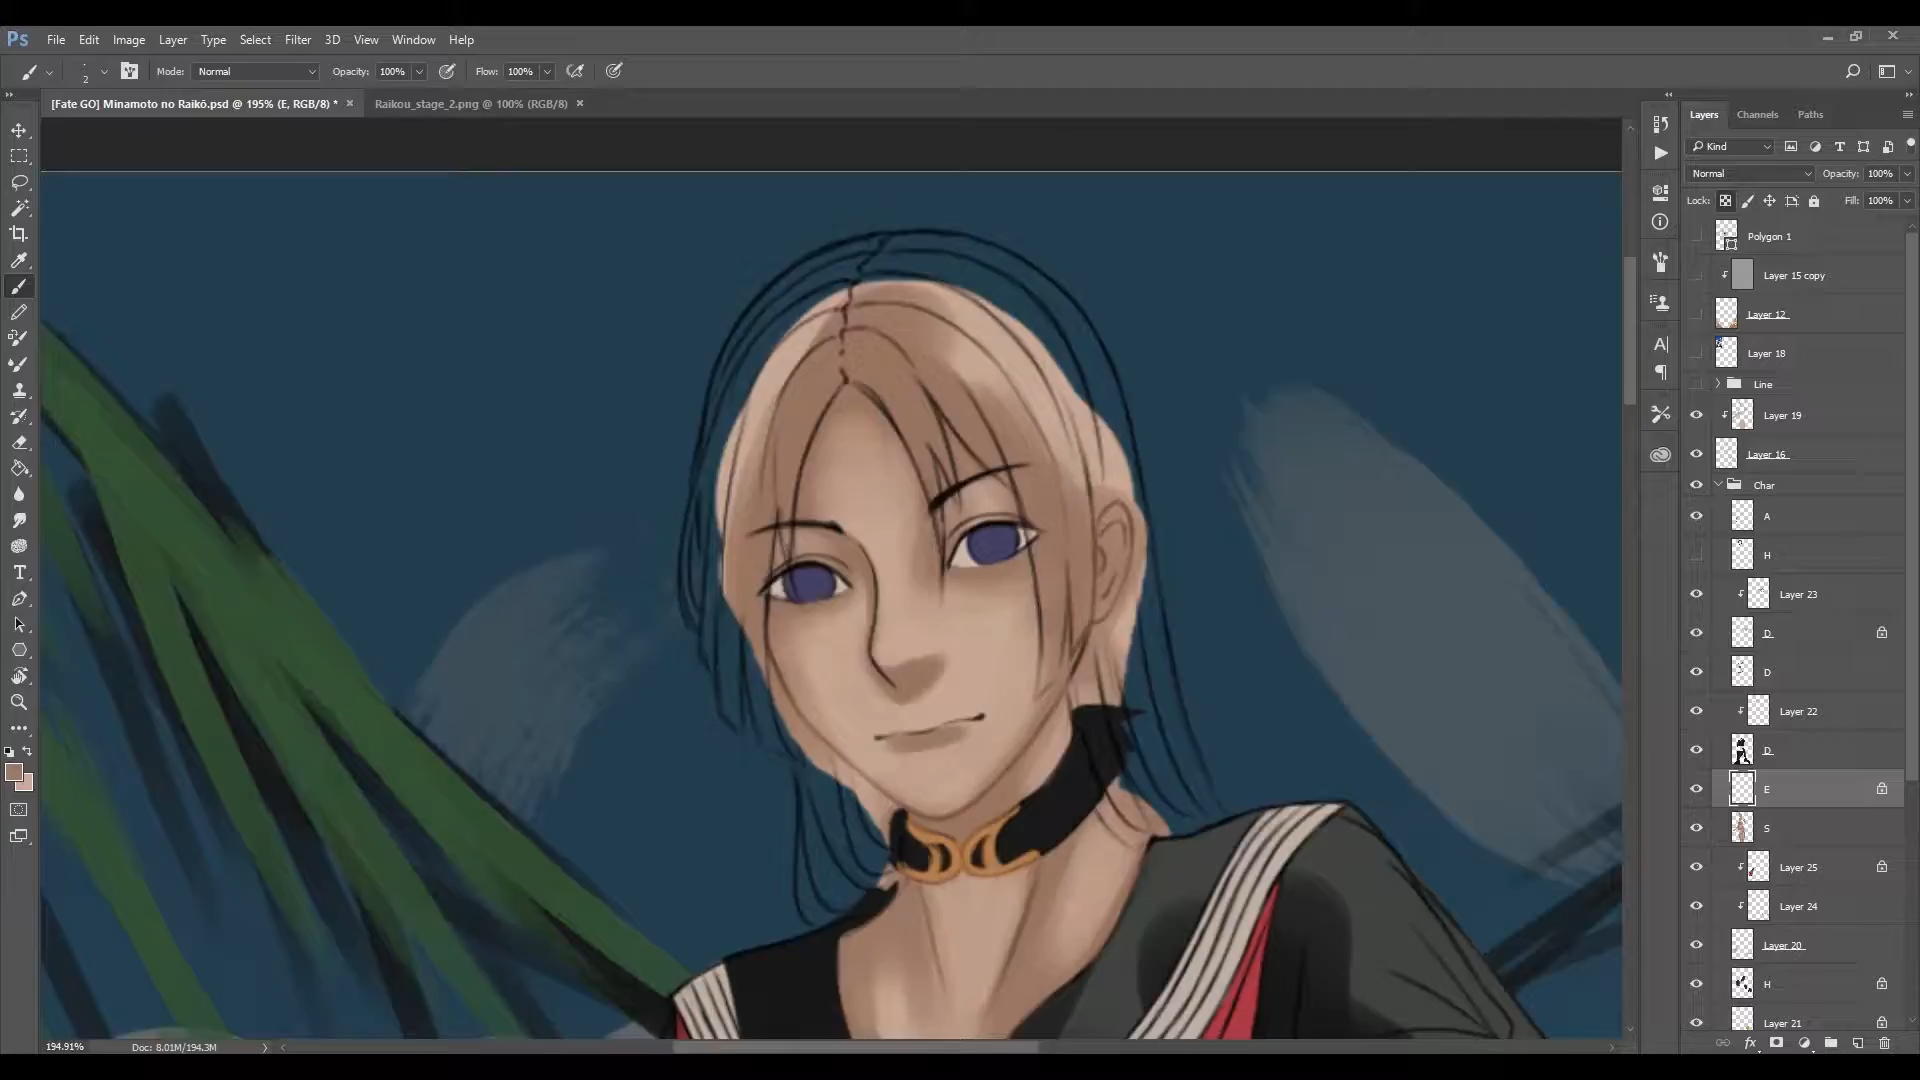 Ps File Edit Image Layer Type Select Filter 3D View Window Help
2 Mode: Normal Opacity: 100% Flow: 100%
[Fate GO] Minamoto no Raikō.psd @ 195% (E, RGB/8) * × Raikou_stage_2.png @ 100% (RGB/8) ×
Layers Channels Paths
Kind
Normal Opacity: 100%
Lock: Fill: 100%
Polygon 1
Layer 15 copy
Layer 12
Layer 18
Line
Layer 19
Layer 16
Char
A
H
Layer 23
D
D
Layer 22
D
E
S
Layer 25
Layer 24
Layer 20
H
Layer 21
194.91% Doc: 8.01M/194.3M